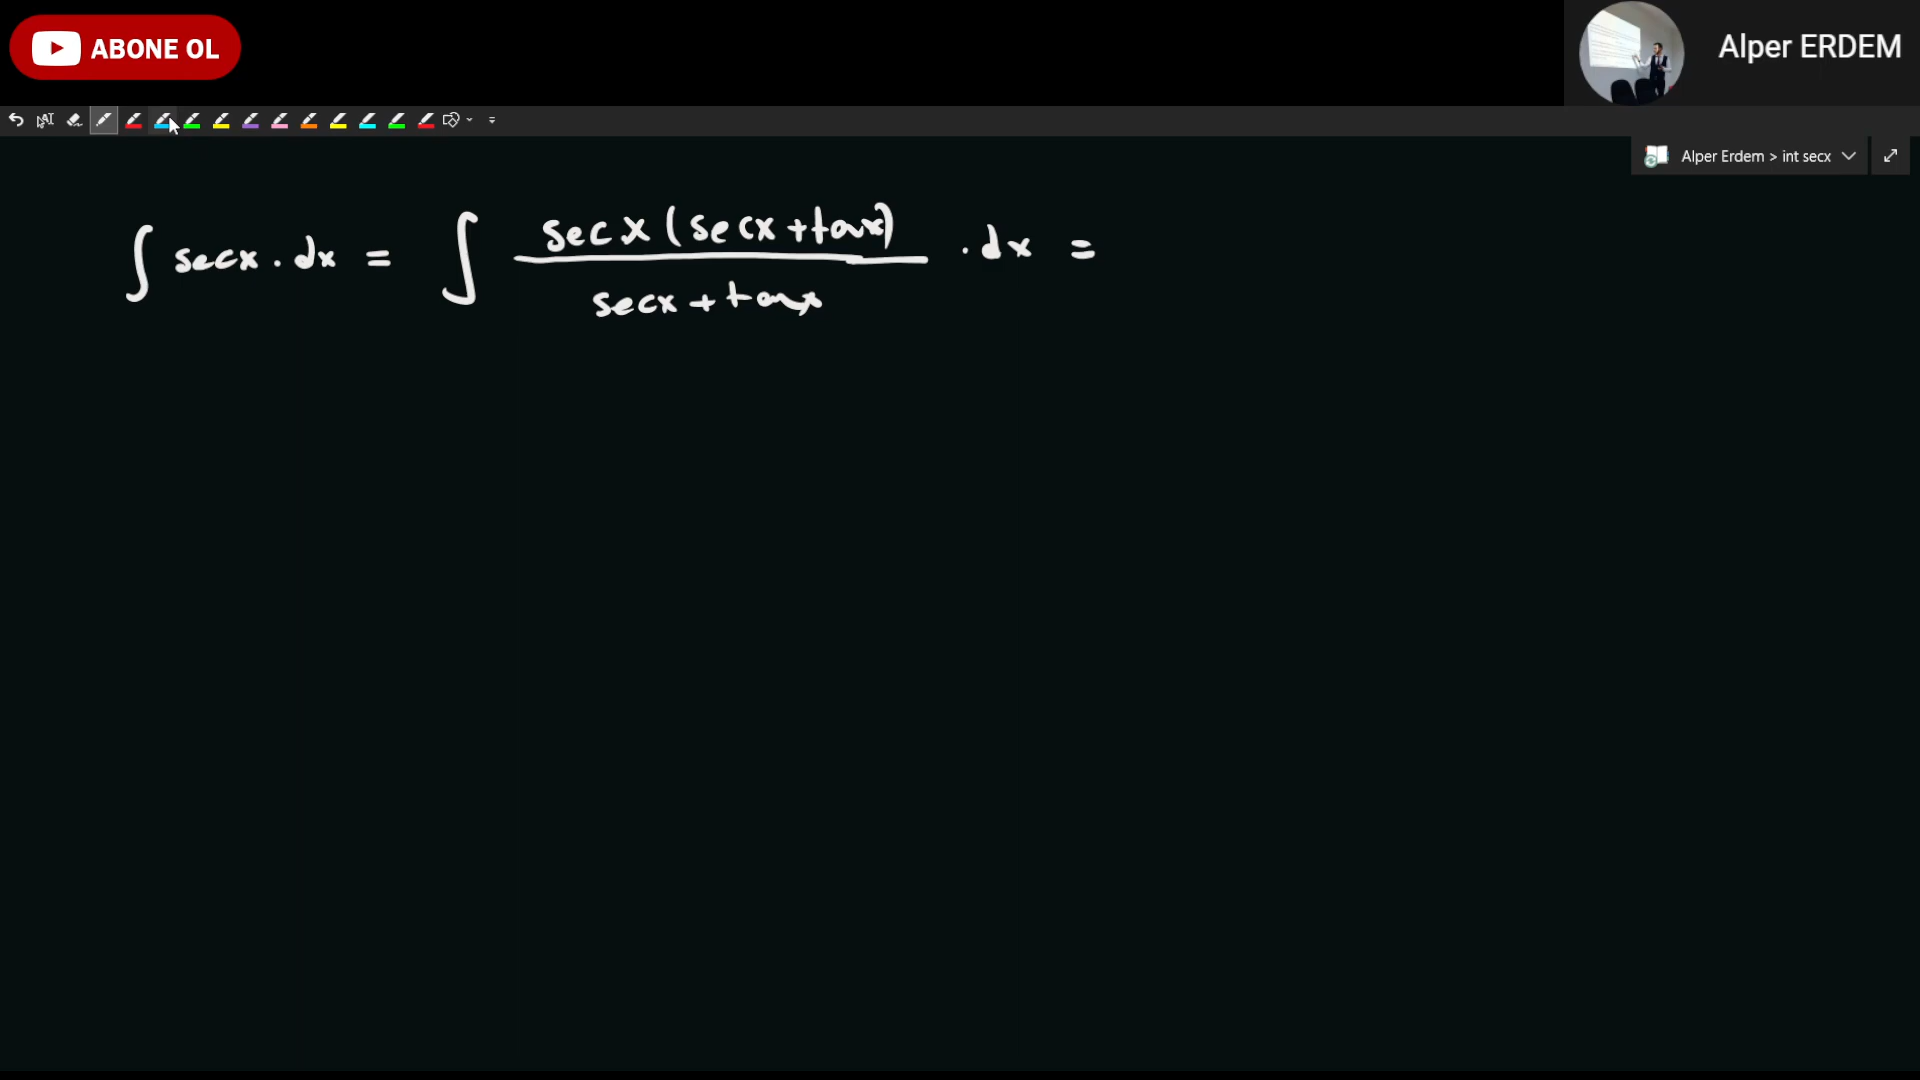 ABONE OL
Alper ERDEM
Alper Erdem > int secx
∫ secx . dx = ∫ secx (secx + tanx) / secx + tanx . dx =